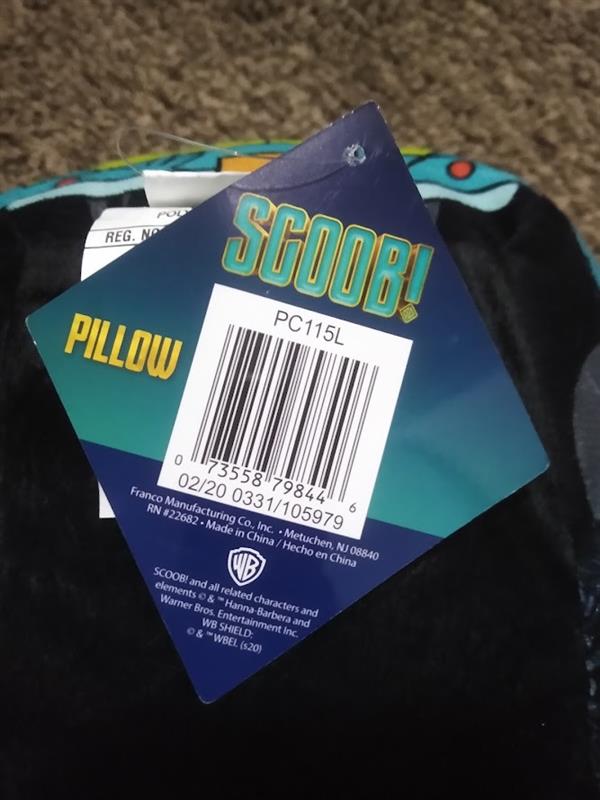 POLY
REG. NO
SCOOB!
PILLOW
PC115L
0 73558 79844 6
02/20 0331/105979
Franco Manufacturing Co., Inc. • Metuchen, NJ 08840
RN #22682 • Made in China / Hecho en China
WB
SCOOB! and all related characters and
elements © & ™ Hanna-Barbera and
Warner Bros. Entertainment Inc.
WB SHIELD:
© & ™ WBEI. (s20)